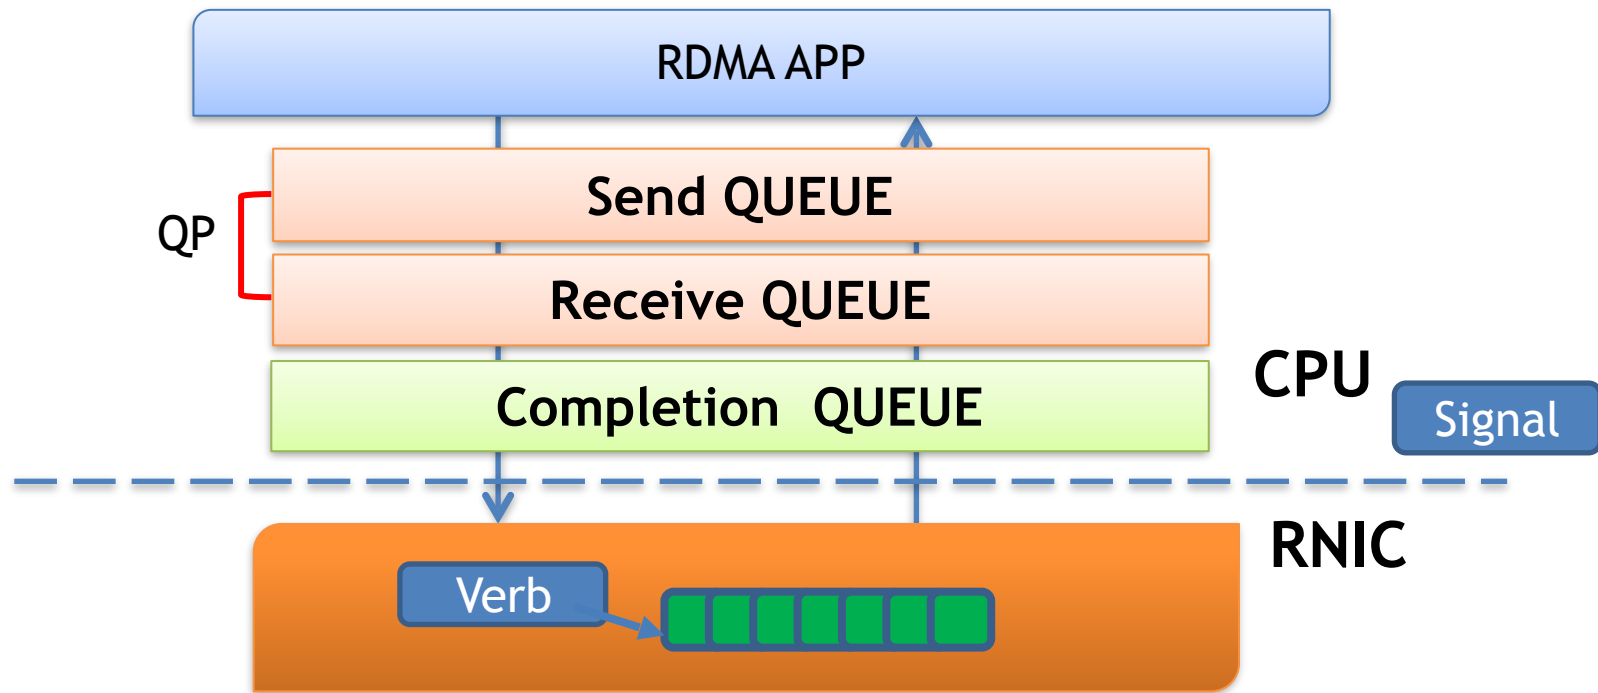 RDMA APP
Send QUEUE
QP
Receive QUEUE
CPU
Completion QUEUE
Signal
RNIC
Verb